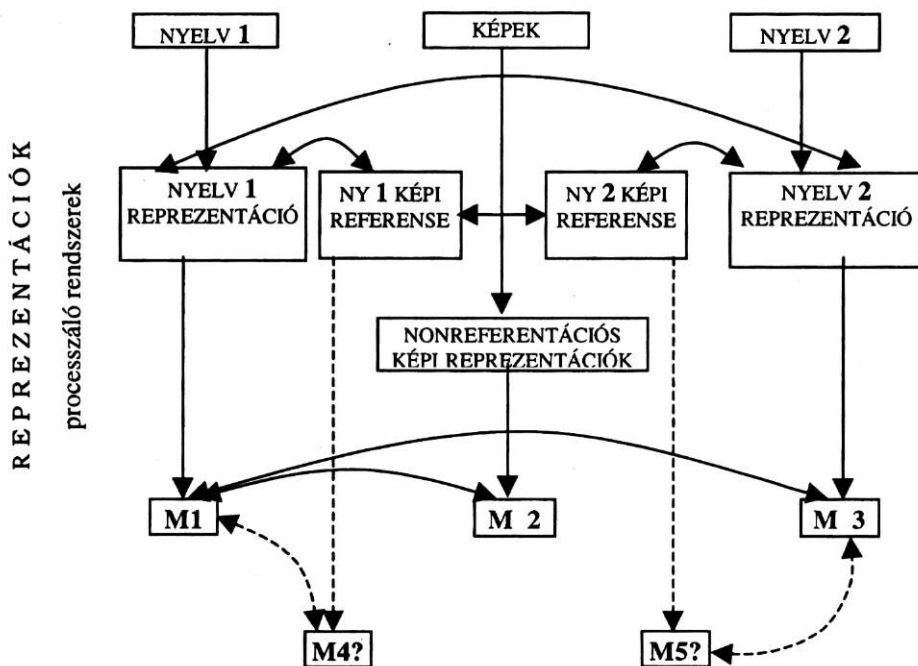 NYELV 1
KÉPEK
NYELV 2
REPREZENTÁCIÓK
processzáló rendszerek
NYELV 1
REPREZENTÁCIÓ
NY 1 KÉPI
REFERENSE
NY 2 KÉPI
REFERENSE
NYELV 2
REPREZENTÁCIÓ
NONREFERENTÁCIÓS
KÉPI REPREZENTÁCIÓK
M1
M 2
M 3
M4?
M5?